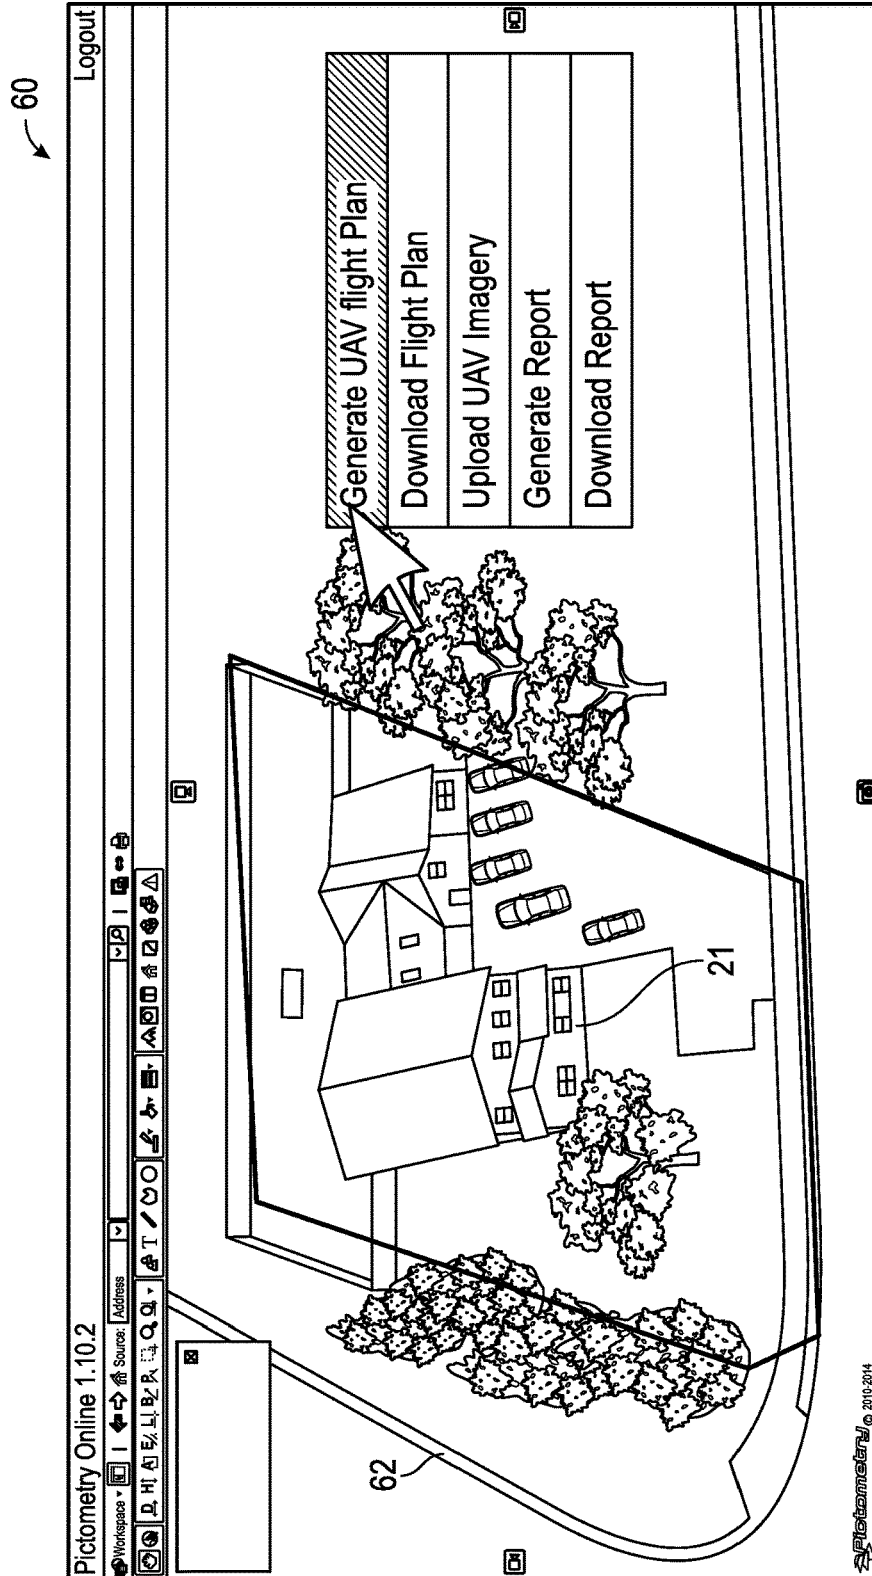 60
Pictometry Online 1.10.2 Logout
Workspace Source: Address
D H A E L B P
T
Generate UAV flight Plan
Download Flight Plan
Upload UAV Imagery
Generate Report
Download Report
21
62
Pictometry © 2010-2014